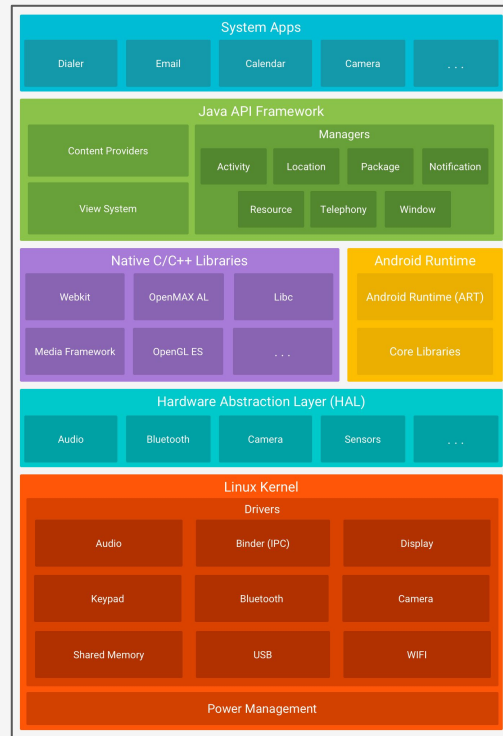 System Apps
Dialer Email Calendar Camera . . .
Java API Framework
Content Providers
View System
Managers
Activity Location Package Notification
Resource Telephony Window
Native C/C++ Libraries
Webkit OpenMAX AL Libc
Media Framework OpenGL ES . . .
Android Runtime
Android Runtime (ART)
Core Libraries
Hardware Abstraction Layer (HAL)
Audio Bluetooth Camera Sensors . . .
Linux Kernel
Drivers
Audio Binder (IPC) Display
Keypad Bluetooth Camera
Shared Memory USB WIFI
Power Management